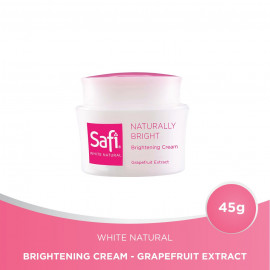 NATURALLY
BRIGHT
Brightening Cream
Safi
WHITE NATURAL
Grapefruit Extract
45g
WHITE NATURAL
BRIGHTENING CREAM - GRAPEFRUIT EXTRACT